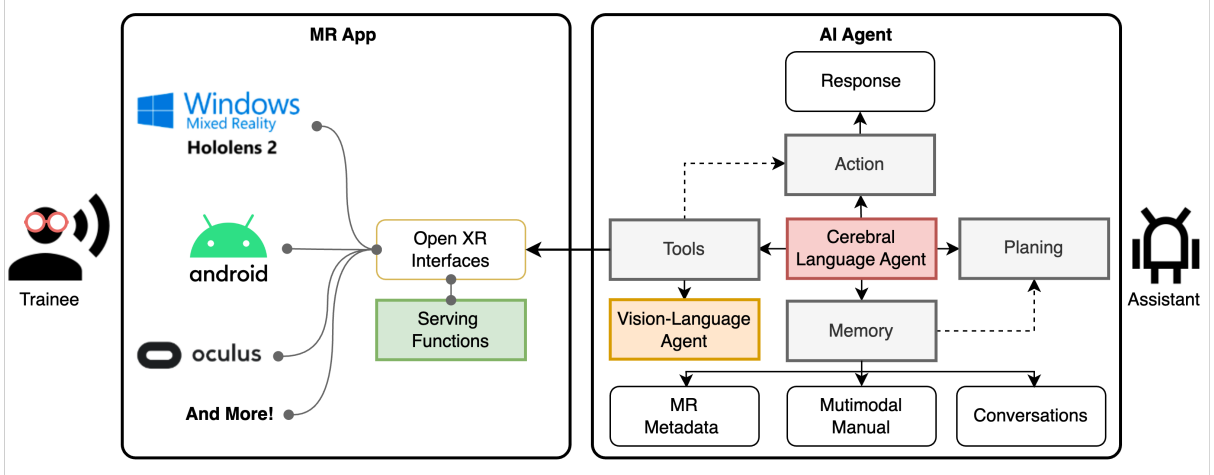 MR App
AI Agent
Windows
Mixed Reality
Hololens 2
android
oculus
And More!
Trainee
Open XR
Interfaces
Serving
Functions
Response
Action
Tools
Cerebral
Language Agent
Planing
Vision-Language
Agent
Memory
MR
Metadata
Mutimodal
Manual
Conversations
Assistant